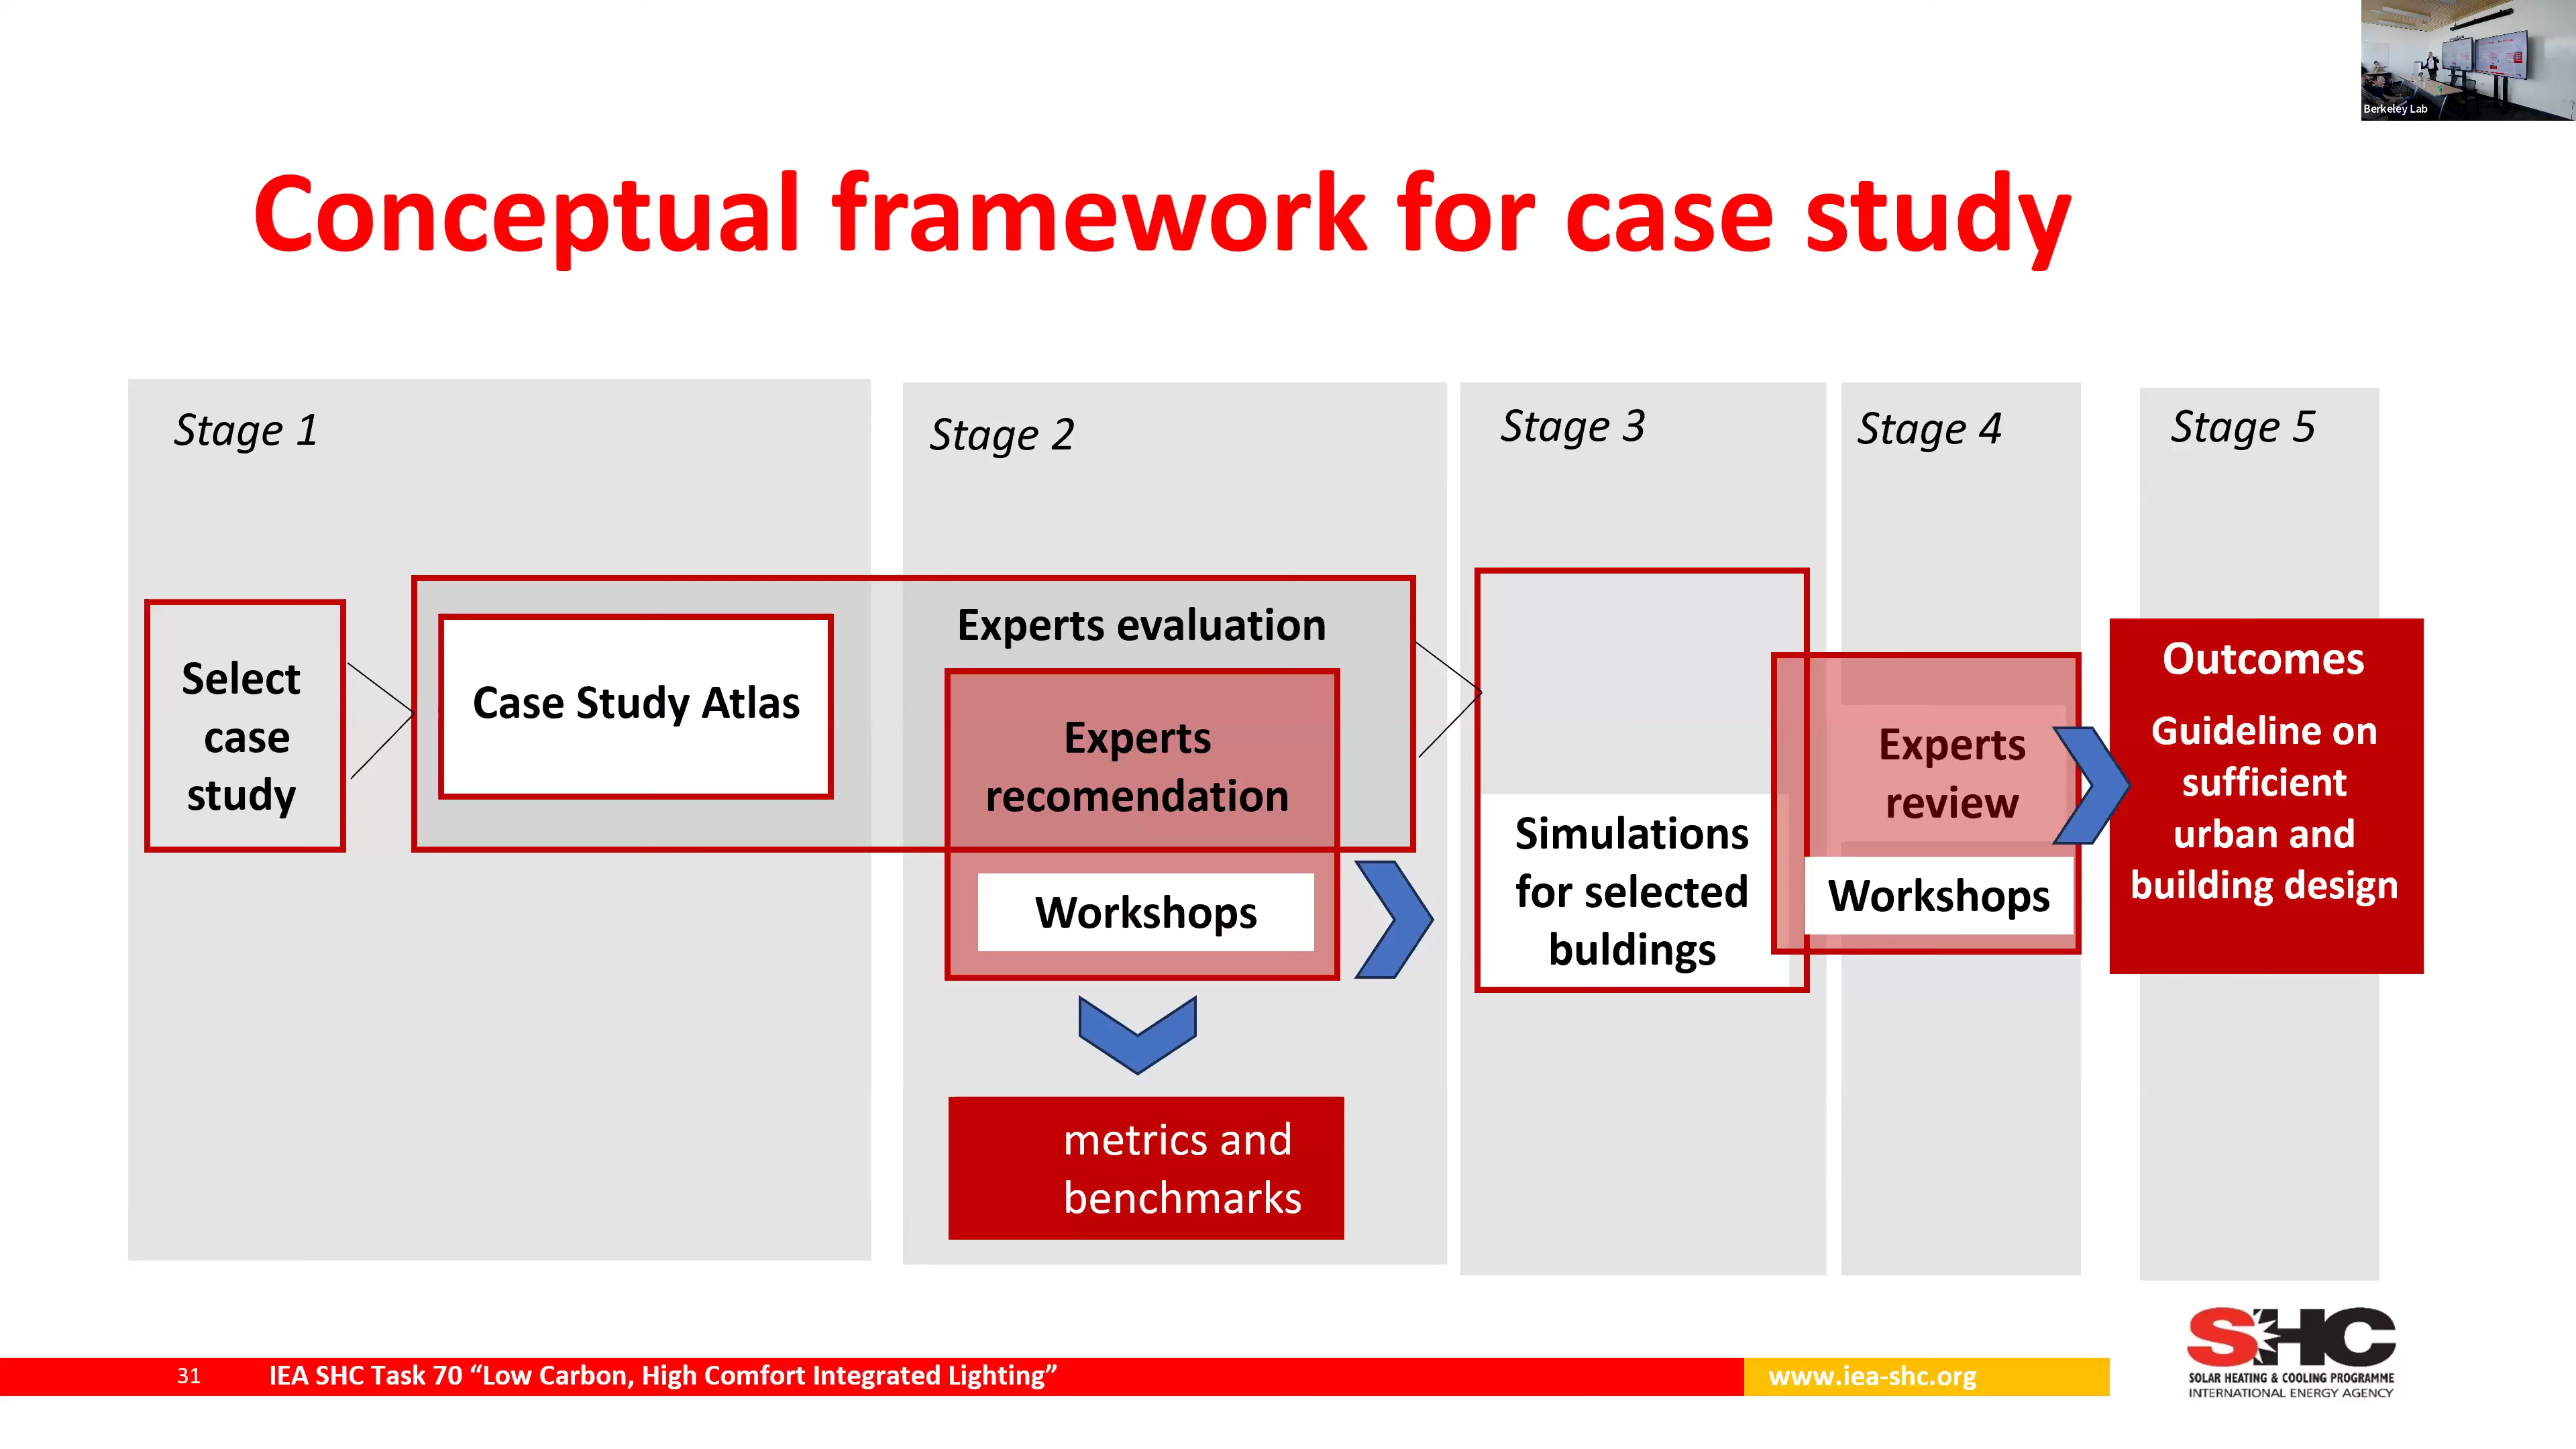 Berkeley Lab
Conceptual framework for case study
Stage 1
Select
case
study
Case Study Atlas
Stage 2
Experts evaluation
Experts
recomendation
Workshops
metrics and
benchmarks
Stage 3
Simulations
for selected
buldings
Stage 4
Experts
review
Workshops
Stage 5
Outcomes
Guideline on
sufficient
urban and
building design
31
IEA SHC Task 70 “Low Carbon, High Comfort Integrated Lighting”
www.iea-shc.org
SHC
SOLAR HEATING & COOLING PROGRAMME
INTERNATIONAL ENERGY AGENCY